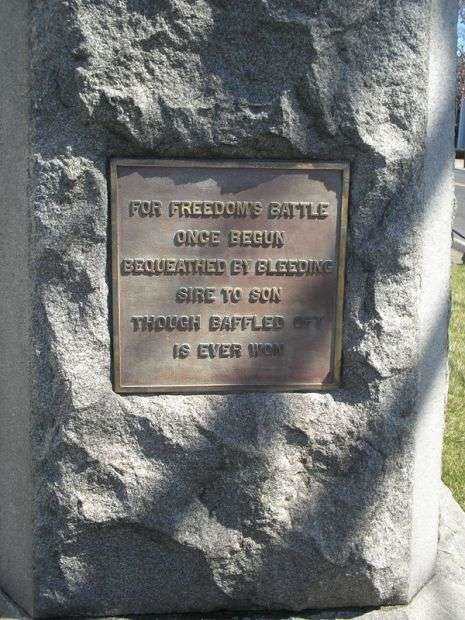 FOR FREEDOM'S BATTLE
ONCE BEGUN
BEQUEATHED BY BLEEDING
SIRE TO SON
THOUGH BAFFLED OFT
IS EVER WON